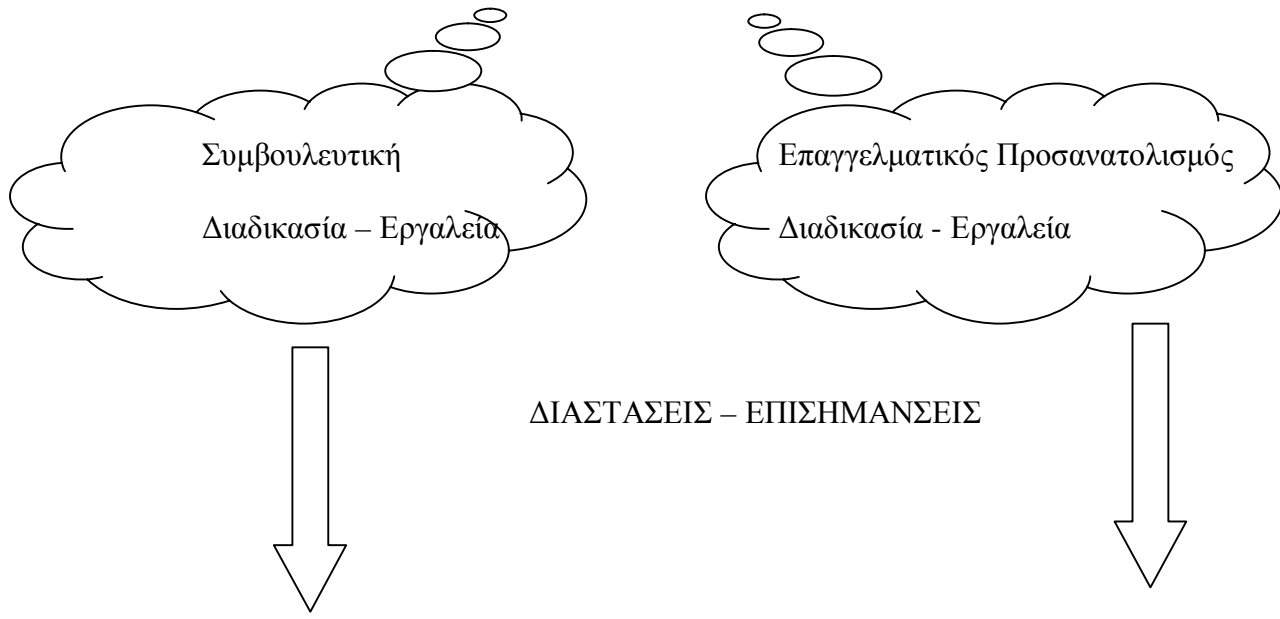 Συμβουλευτική
Διαδικασία – Εργαλεία
Επαγγελματικός Προσανατολισμός
Διαδικασία - Εργαλεία
ΔΙΑΣΤΑΣΕΙΣ – ΕΠΙΣΗΜΑΝΣΕΙΣ